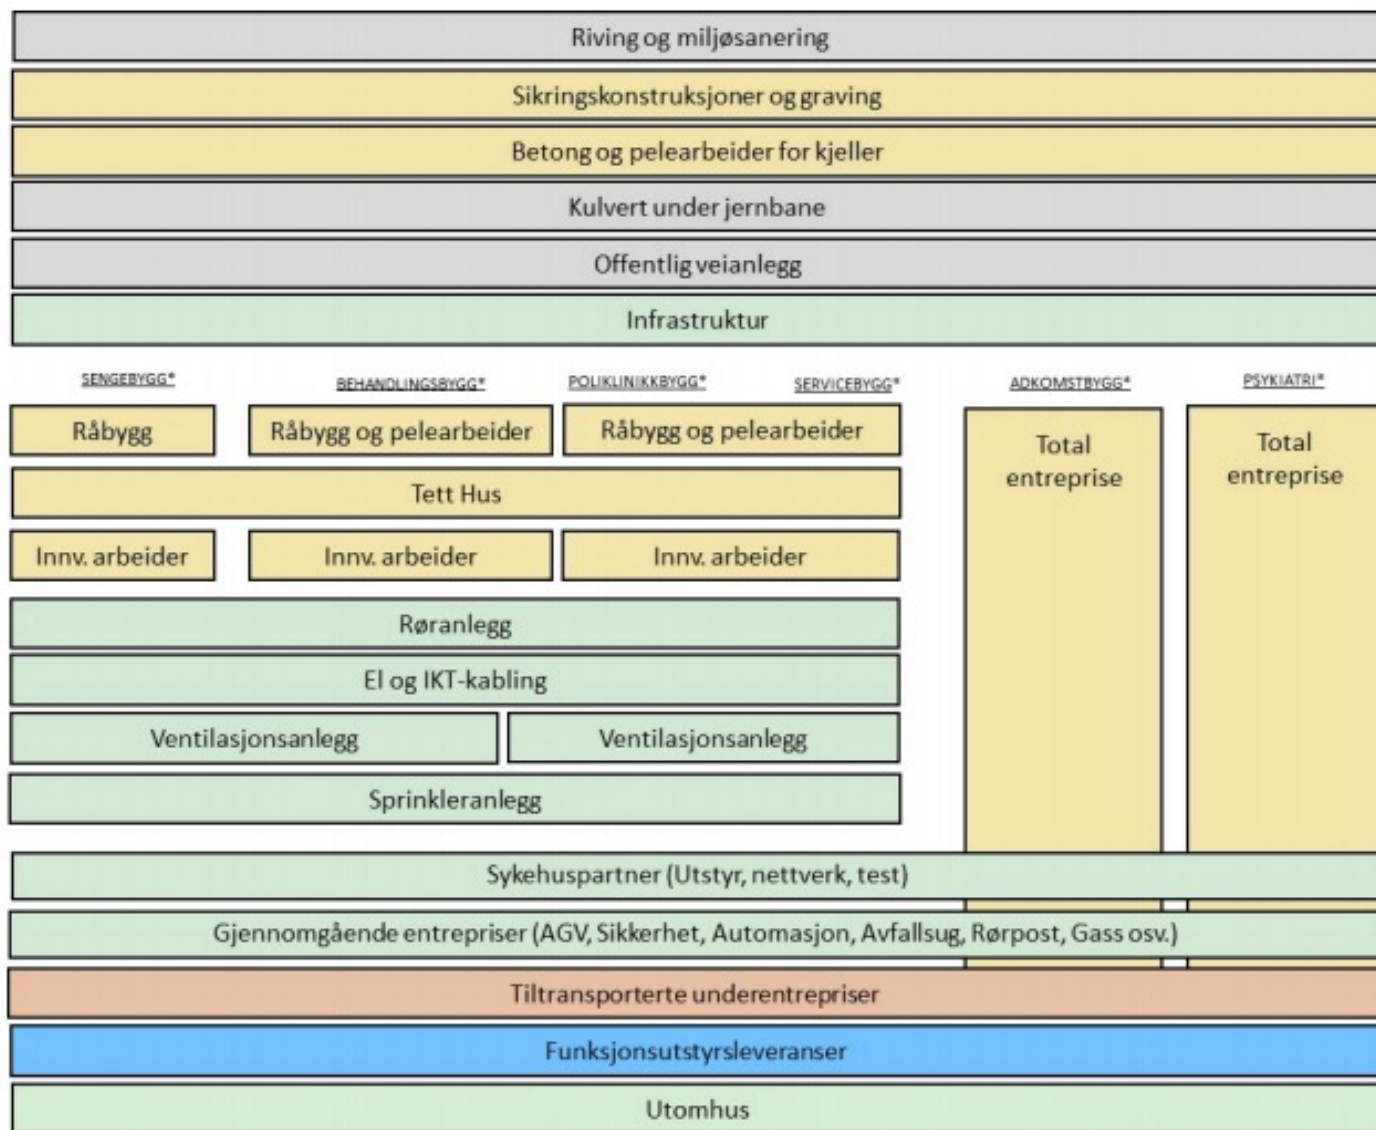 Riving og miljøsanering
Sikringskonstruksjoner og graving
Betong og pelearbeider for kjeller
Kulvert under jernbane
Offentlig veianlegg
Infrastruktur
SENGEBYGG*
BEHANDLINGSBYGG*
POLIKLINIKKBYGG*
SERVICEBYGG*
ADKOMSTBYGG*
PSYKIATRI*
Råbygg
Råbygg og pelearbeider
Råbygg og pelearbeider
Total
entreprise
Total
entreprise
Tett Hus
Innv. arbeider
Innv. arbeider
Innv. arbeider
Røranlegg
El og IKT-kabling
Ventilasjonsanlegg
Ventilasjonsanlegg
Sprinkleranlegg
Sykehuspartner (Utstyr, nettverk, test)
Gjennomgående entrepriser (AGV, Sikkerhet, Automasjon, Avfallsug, Rørpost, Gass osv.)
Tiltransporterte underentrepriser
Funksjonsutstyrsleveranser
Utomhus